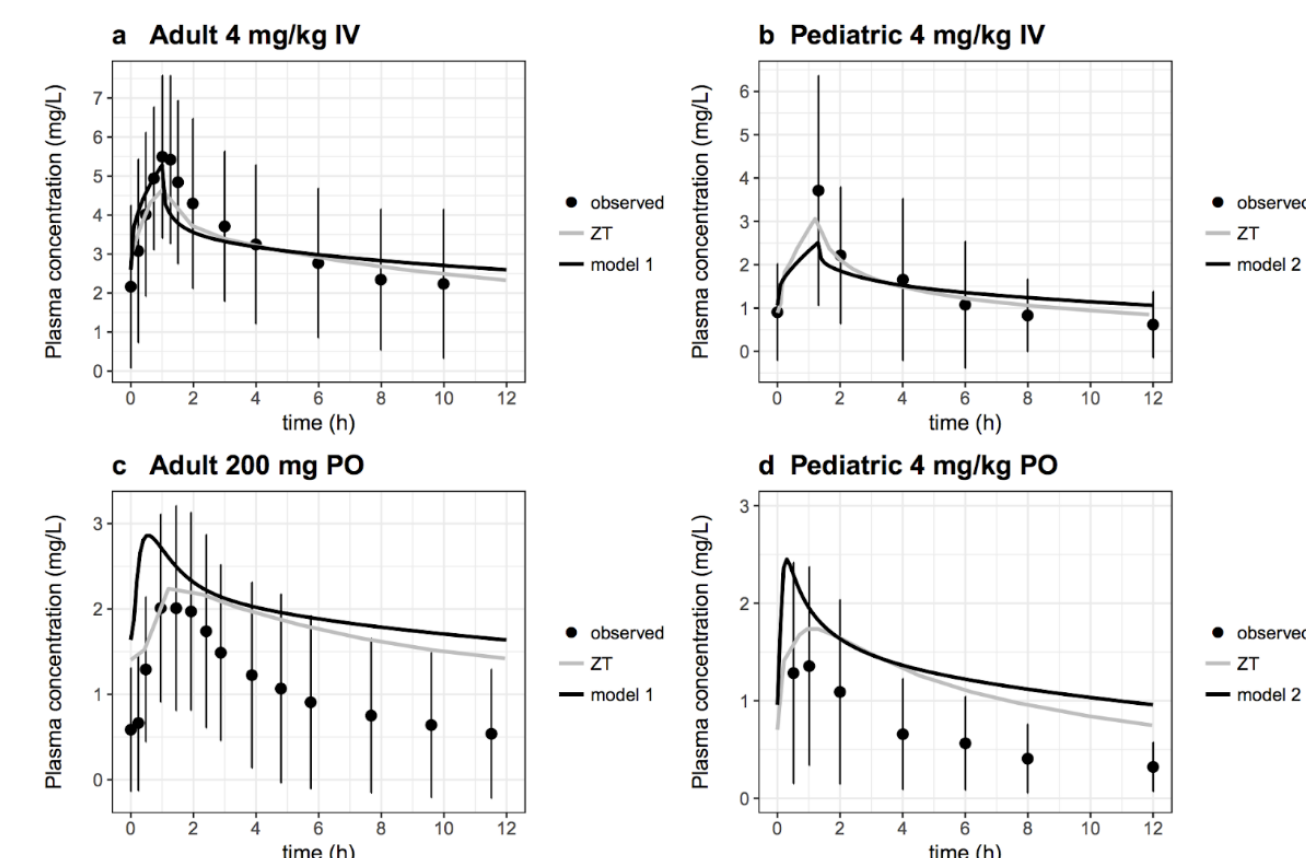 a Adult 4 mg/kg IV
Plasma concentration (mg/L)
7
6
5
4
3
2
1
0
0 2 4 6 8 10 12
time (h)
observed
ZT
model 1
b Pediatric 4 mg/kg IV
Plasma concentration (mg/L)
6
5
4
3
2
1
0
0 2 4 6 8 10 12
time (h)
observed
ZT
model 2
c Adult 200 mg PO
Plasma concentration (mg/L)
3
2
1
0
0 2 4 6 8 10 12
time (h)
observed
ZT
model 1
d Pediatric 4 mg/kg PO
Plasma concentration (mg/L)
3
2
1
0
0 2 4 6 8 10 12
time (h)
observed
ZT
model 2